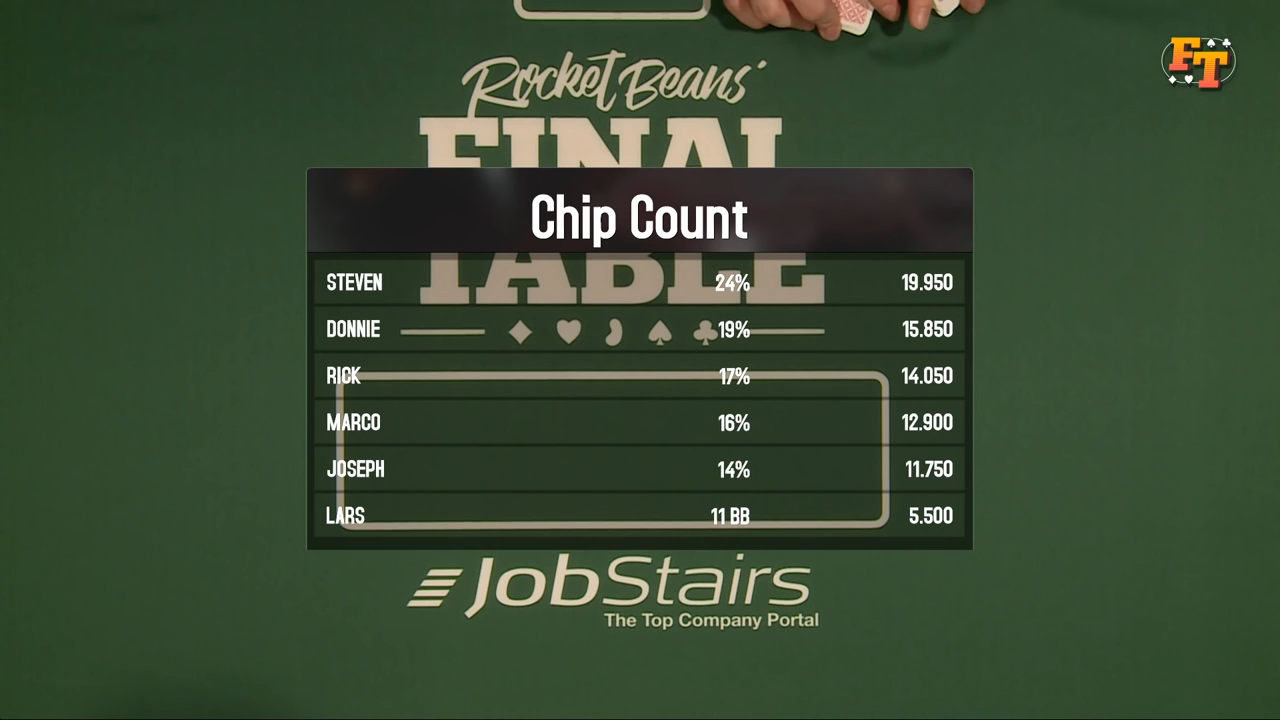 Rocket Beans'
FINAL
FT
Chip Count
TABLE
STEVEN 24% 19.950
DONNIE 19% 15.850
RICK 17% 14.050
MARCO 16% 12.900
JOSEPH 14% 11.750
LARS 11 BB 5.500
JobStairs
The Top Company Portal